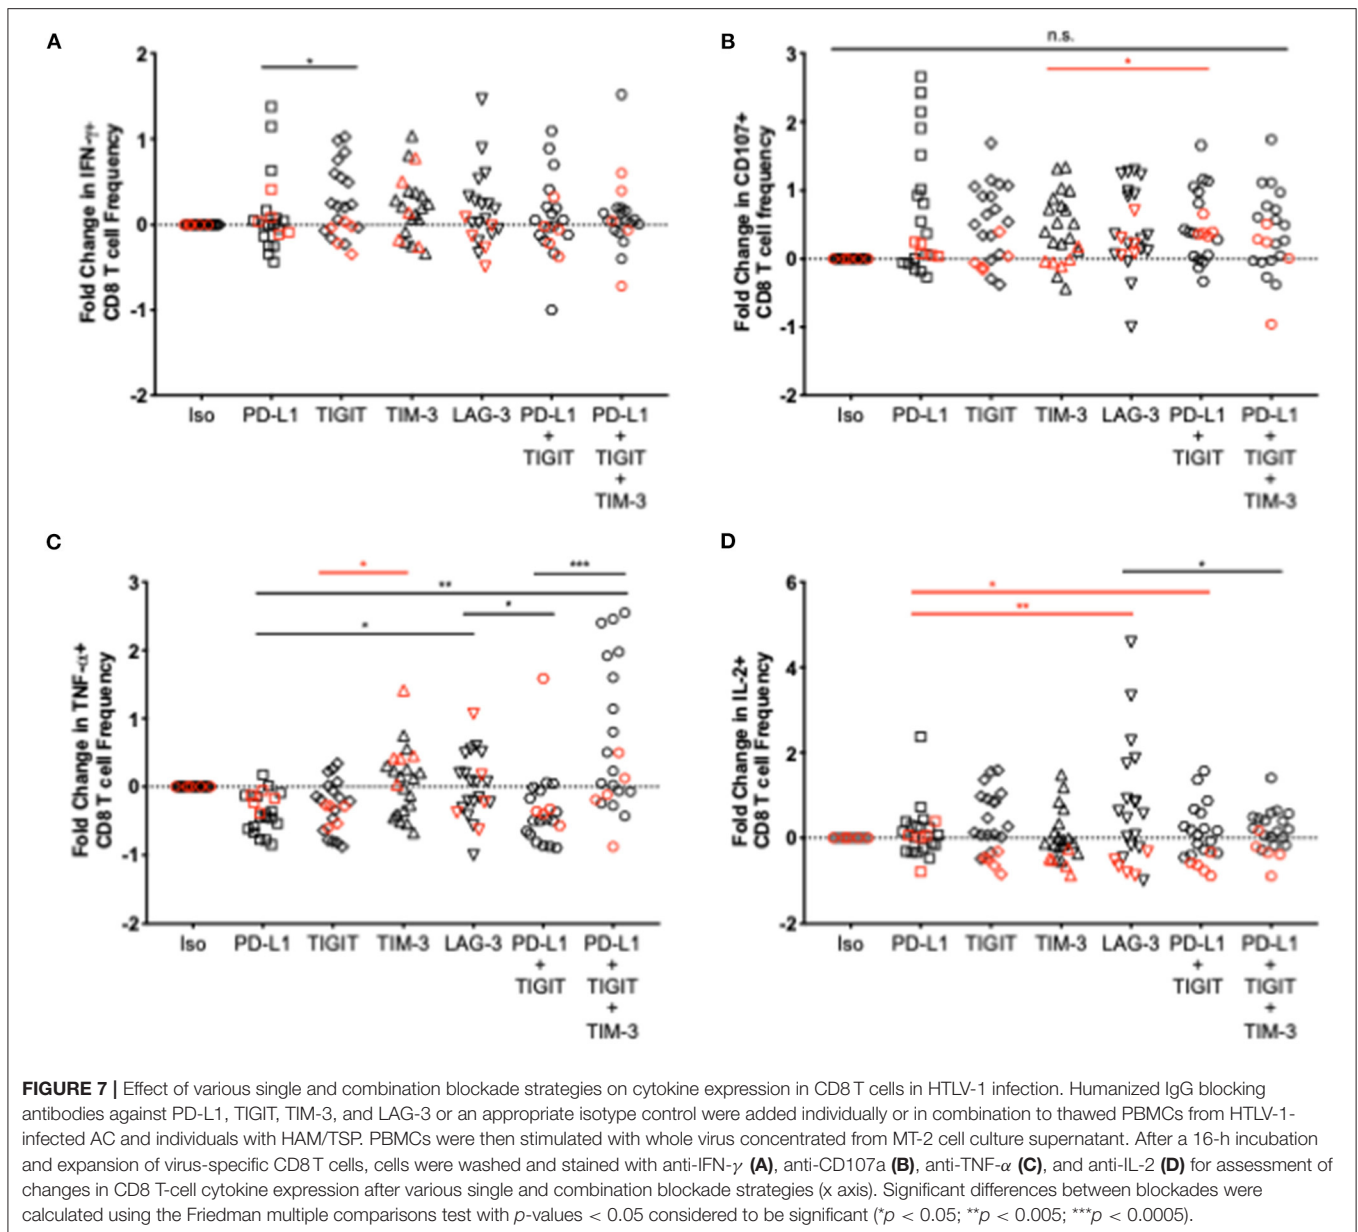 A
Fold Change in IFN-γ+
CD8 T cell Frequency
2
1
0
-1
-2
*
Iso PD-L1 TIGIT TIM-3 LAG-3 PD-L1 PD-L1
+ +
TIGIT TIGIT
+
TIM-3
B
Fold Change in CD107+
CD8 T cell frequency
3
2
1
0
-1
-2
n.s.
*
Iso PD-L1 TIGIT TIM-3 LAG-3 PD-L1 PD-L1
+ +
TIGIT TIGIT
+
TIM-3
C
Fold Change in TNF-α+
CD8 T cell Frequency
3
2
1
0
-1
-2
* ***
**
*
*
Iso PD-L1 TIGIT TIM-3 LAG-3 PD-L1 PD-L1
+ +
TIGIT TIGIT
+
TIM-3
D
Fold Change in IL-2+
CD8 T cell Frequency
6
4
2
0
-2
*
*
**
Iso PD-L1 TIGIT TIM-3 LAG-3 PD-L1 PD-L1
+ +
TIGIT TIGIT
+
TIM-3
FIGURE 7 | Effect of various single and combination blockade strategies on cytokine expression in CD8 T cells in HTLV-1 infection. Humanized IgG blocking
antibodies against PD-L1, TIGIT, TIM-3, and LAG-3 or an appropriate isotype control were added individually or in combination to thawed PBMCs from HTLV-1-
infected AC and individuals with HAM/TSP. PBMCs were then stimulated with whole virus concentrated from MT-2 cell culture supernatant. After a 16-h incubation
and expansion of virus-specific CD8 T cells, cells were washed and stained with anti-IFN-γ (A), anti-CD107a (B), anti-TNF-α (C), and anti-IL-2 (D) for assessment of
changes in CD8 T-cell cytokine expression after various single and combination blockade strategies (x axis). Significant differences between blockades were
calculated using the Friedman multiple comparisons test with p-values < 0.05 considered to be significant (*p < 0.05; **p < 0.005; ***p < 0.0005).